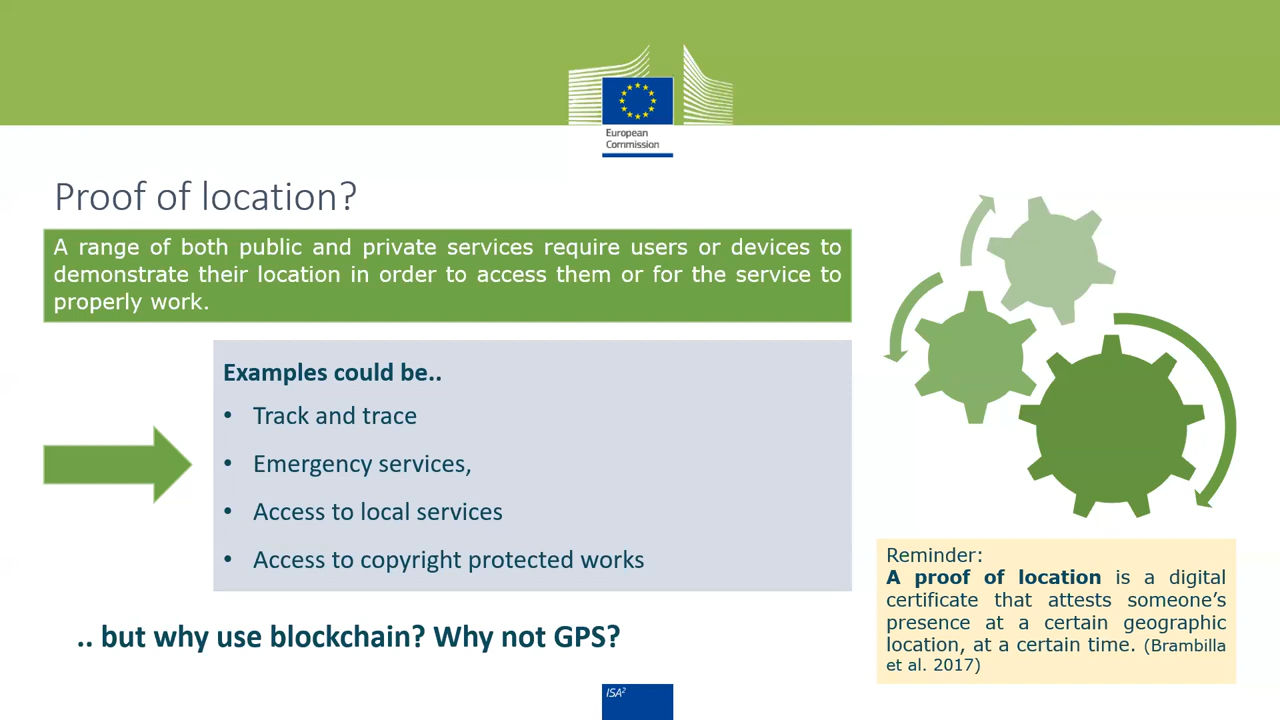 European
Commission
Proof of location?
A range of both public and private services require users or devices to
demonstrate their location in order to access them or for the service to
properly work.
Examples could be..
• Track and trace
• Emergency services,
• Access to local services
• Access to copyright protected works
.. but why use blockchain? Why not GPS?
Reminder:
A proof of location is a digital
certificate that attests someone's
presence at a certain geographic
location, at a certain time. (Brambilla
et al. 2017)
ISA²